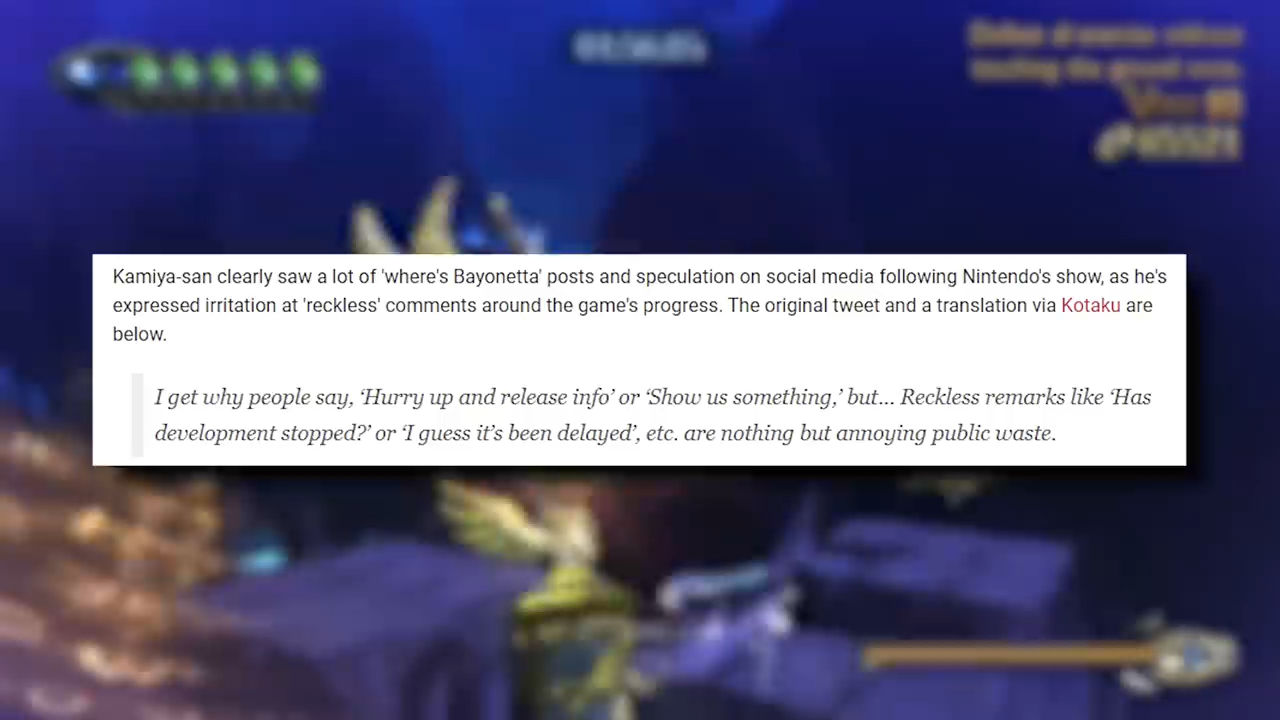 Kamiya-san clearly saw a lot of 'where's Bayonetta' posts and speculation on social media following Nintendo's show, as he's
expressed irritation at 'reckless' comments around the game's progress. The original tweet and a translation via Kotaku are
below.
I get why people say, ‘Hurry up and release info’ or ‘Show us something,’ but... Reckless remarks like ‘Has
development stopped?’ or ‘I guess it’s been delayed’, etc. are nothing but annoying public waste.